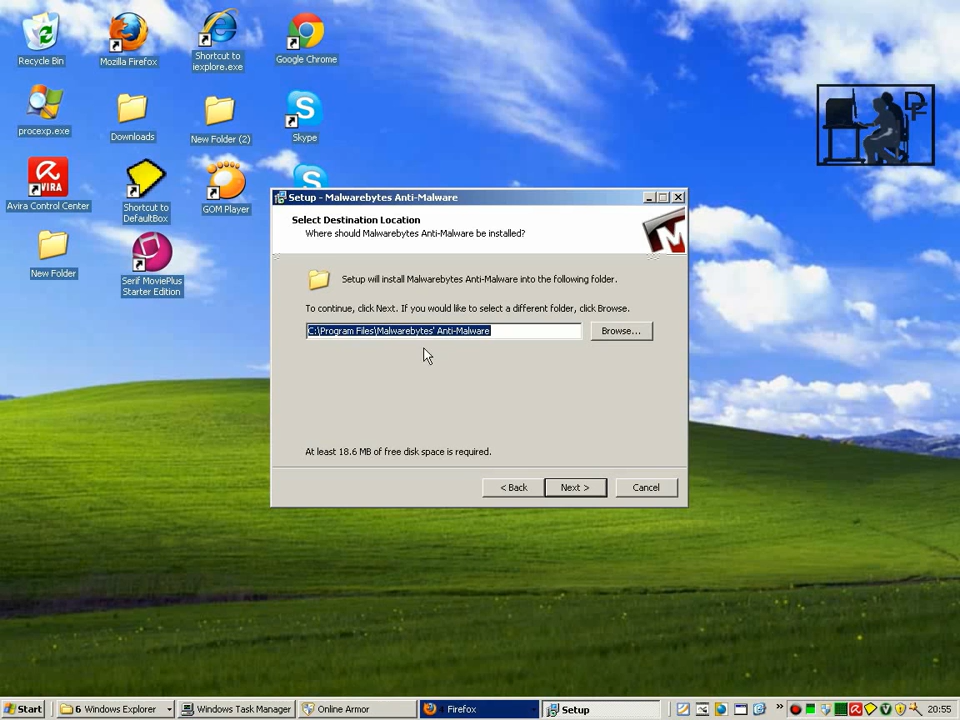 Recycle Bin
Mozilla Firefox
Shortcut to
iexplore.exe
Google Chrome
procexp.exe
Downloads
New Folder (2)
S
Skype
DF
AVIRA
Avira Control Center
Shortcut to
DefaultBox
GOM Player
S
New Folder
Serif MoviePlus
Starter Edition
Setup - Malwarebytes Anti-Malware
Select Destination Location
Where should Malwarebytes Anti-Malware be installed?
M
Setup will install Malwarebytes Anti-Malware into the following folder.
To continue, click Next. If you would like to select a different folder, click Browse.
C:\Program Files\Malwarebytes' Anti-Malware
Browse...
At least 18.6 MB of free disk space is required.
< Back
Next >
Cancel
Start
6 Windows Explorer
Windows Task Manager
Online Armor
Firefox
Setup
20:55